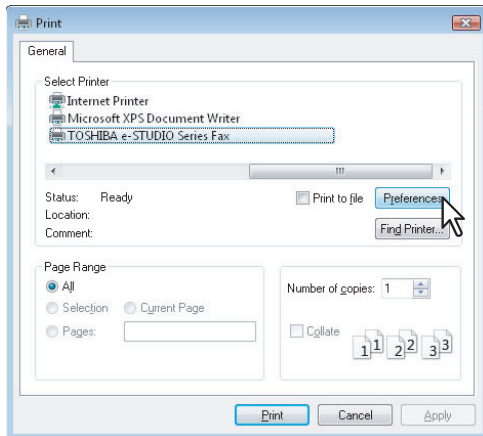 Print
General
Select Printer
Internet Printer
Microsoft XPS Document Writer
TOSHIBA e-STUDIO Series Fax
Status: Ready
Print to file
Preferences
Location:
Comment:
Find Printer...
Page Range
All
Selection
Current Page
Pages:
Number of copies: 1
Collate
1 1 2 2 3 3
Print
Cancel
Apply